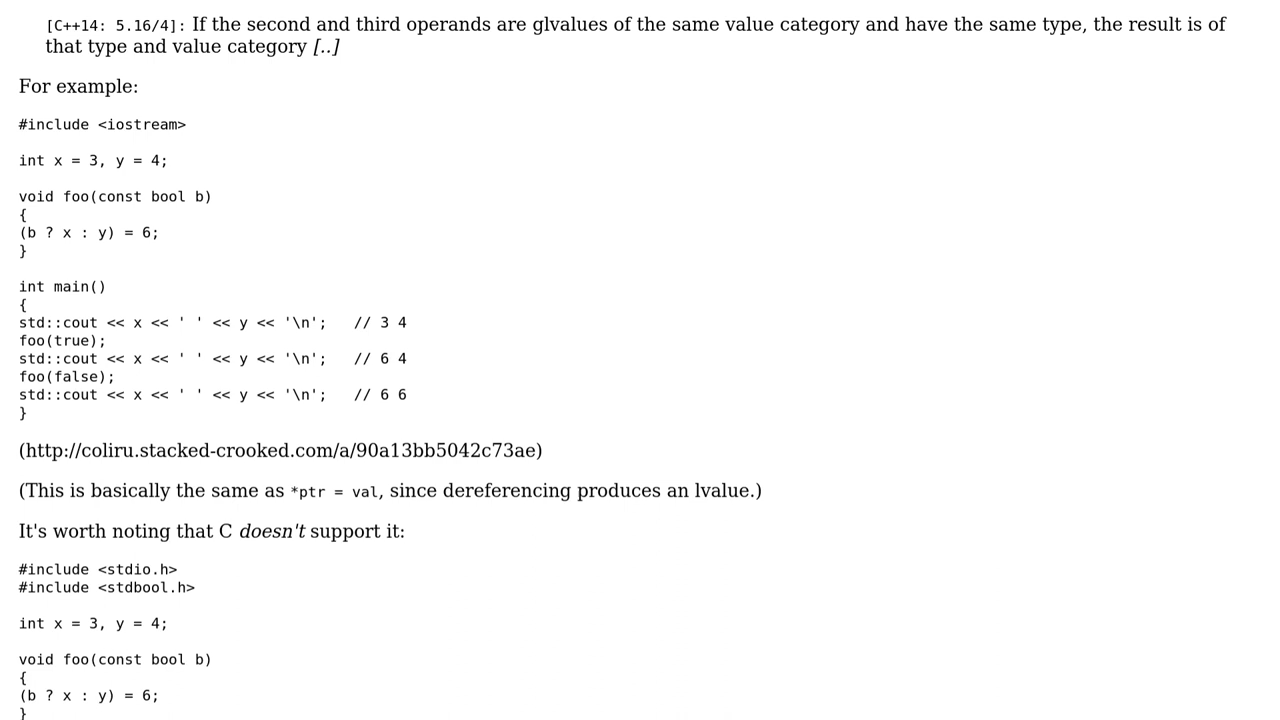 [C++14: 5.16/4]: If the second and third operands are glvalues of the same value category and have the same type, the result is of
that type and value category [..]
For example:
#include <iostream>
int x = 3, y = 4;
void foo(const bool b)
{
(b ? x : y) = 6;
}
int main()
{
std::cout << x << ' ' << y << '\n';   // 3 4
foo(true);
std::cout << x << ' ' << y << '\n';   // 6 4
foo(false);
std::cout << x << ' ' << y << '\n';   // 6 6
}
(http://coliru.stacked-crooked.com/a/90a13bb5042c73ae)
(This is basically the same as *ptr = val, since dereferencing produces an lvalue.)
It's worth noting that C doesn't support it:
#include <stdio.h>
#include <stdbool.h>
int x = 3, y = 4;
void foo(const bool b)
{
(b ? x : y) = 6;
}